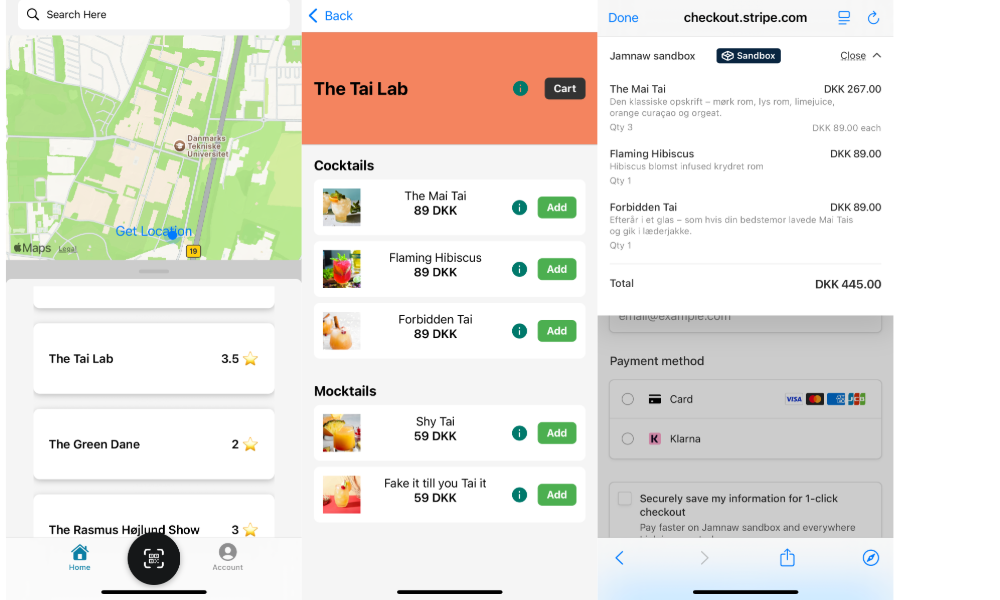 Search Here
Danmarks
Tekniske
Universitet
Get Location
Maps
Legal
19
The Tai Lab
3.5
The Green Dane
2
The Rasmus Højlund Show
3
Home
Account
Back
The Tai Lab
i
Cart
Cocktails
The Mai Tai
89 DKK
i
Add
Flaming Hibiscus
89 DKK
i
Add
Forbidden Tai
89 DKK
i
Add
Mocktails
Shy Tai
59 DKK
i
Add
Fake it till you Tai it
59 DKK
i
Add
Done
checkout.stripe.com
Jamnaw sandbox
Sandbox
Close
The Mai Tai
DKK 267.00
Den klassiske opskrift – mørk rom, lys rom, limejuice,
orange curaçao og orgeat.
Qty 3
DKK 89.00 each
Flaming Hibiscus
DKK 89.00
Hibiscus blomst infused krydret rom
Qty 1
Forbidden Tai
DKK 89.00
Efterår i et glas – som hvis din bedstemor lavede Mai Tais
og gik i læderjakke.
Qty 1
Total
DKK 445.00
email@example.com
Payment method
Card
VISA
JCB
K
Klarna
Securely save my information for 1-click
checkout
Pay faster on Jamnaw sandbox and everywhere